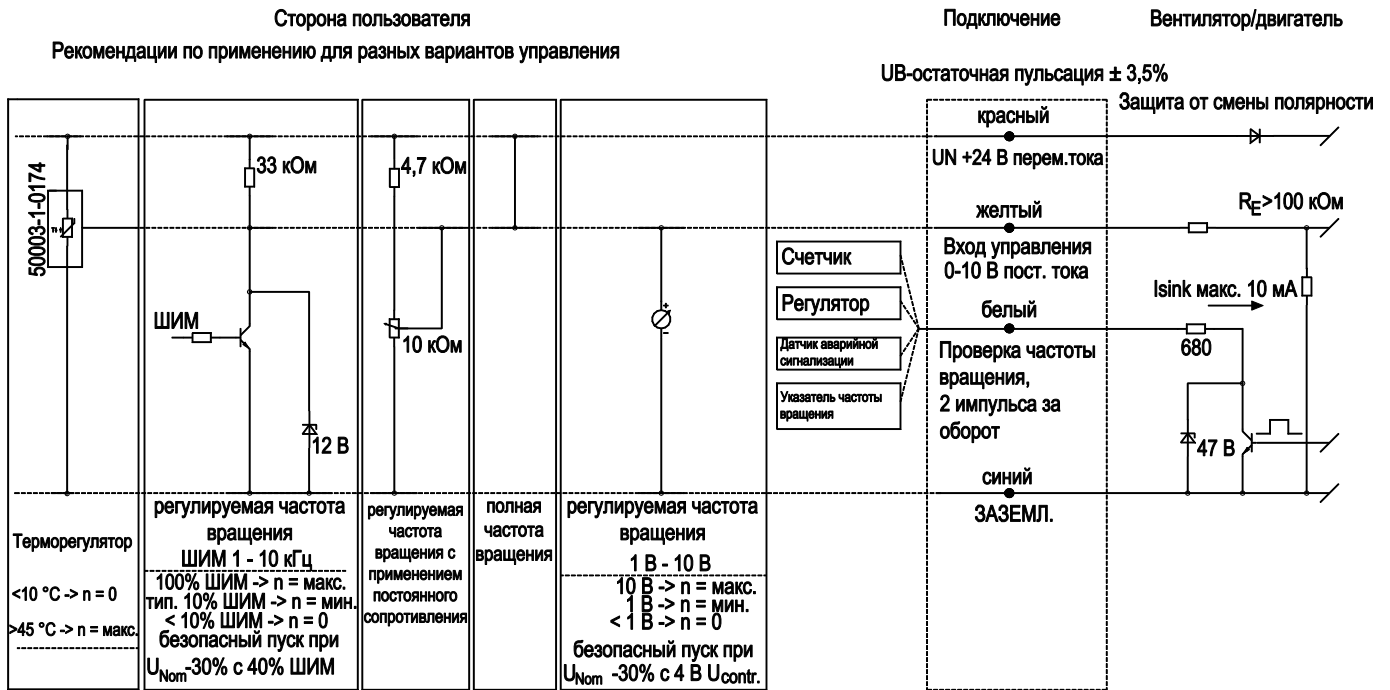 Сторона пользователя
Рекомендации по применению для разных вариантов управления
Подключение
Вентилятор/двигатель
UB-остаточная пульсация ± 3,5%
Защита от смены полярности
красный
UN +24 В перем.тока
желтый
Вход управления
0-10 В пост. тока
белый
Проверка частоты
вращения,
2 импульса за
оборот
синий
ЗАЗЕМЛ.
RE>100 кОм
Isink макс. 10 мА
680
47 В
Счетчик
Регулятор
Датчик аварийной
сигнализации
Указатель частоты
вращения
50003-1-0174
33 кОм
ШИМ
12 В
4,7 кОм
10 кОм
+
–
Терморегулятор
<10 °C -> n = 0
>45 °C -> n = макс.
регулируемая частота
вращения
ШИМ 1 - 10 кГц
100% ШИМ -> n = макс.
тип. 10% ШИМ -> n = мин.
< 10% ШИМ -> n = 0
безопасный пуск при
UNom-30% с 40% ШИМ
регулируемая
частота
вращения с
применением
постоянного
сопротивления
полная
частота
вращения
регулируемая частота
вращения
1 В - 10 В
10 В -> n = макс.
1 В -> n = мин.
< 1 В -> n = 0
безопасный пуск при
UNom -30% с 4 В Ucontr.